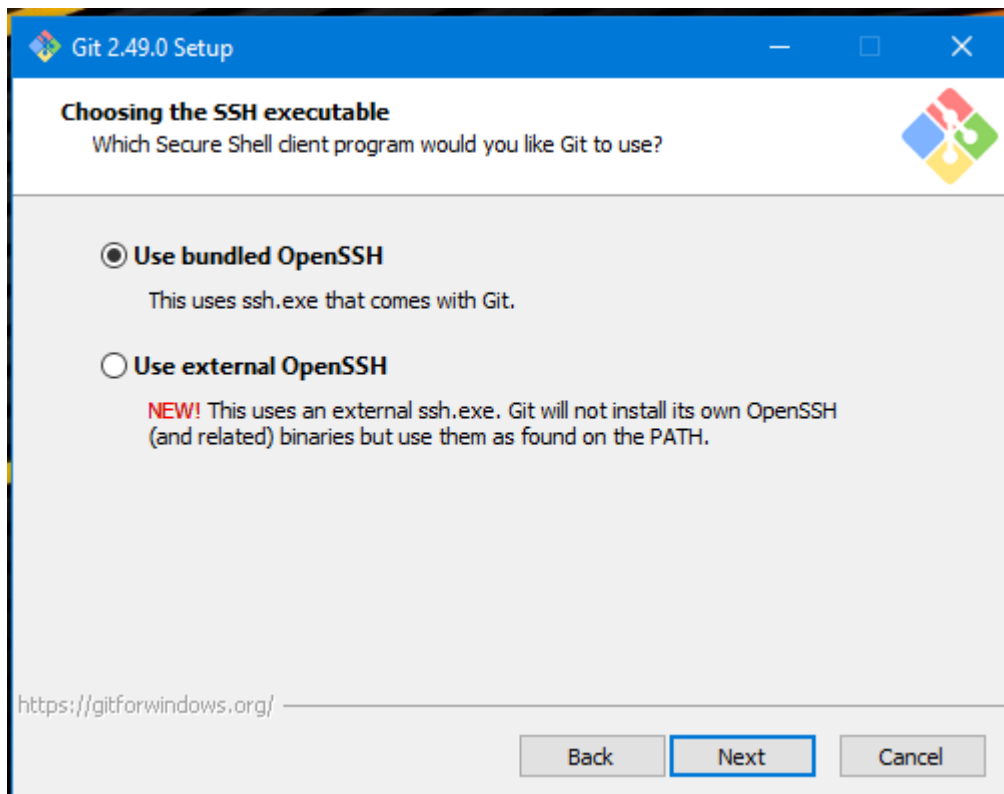 Git 2.49.0 Setup
Choosing the SSH executable
Which Secure Shell client program would you like Git to use?
Use bundled OpenSSH
This uses ssh.exe that comes with Git.
Use external OpenSSH
NEW! This uses an external ssh.exe. Git will not install its own OpenSSH
(and related) binaries but use them as found on the PATH.
https://gitforwindows.org/
Back Next Cancel